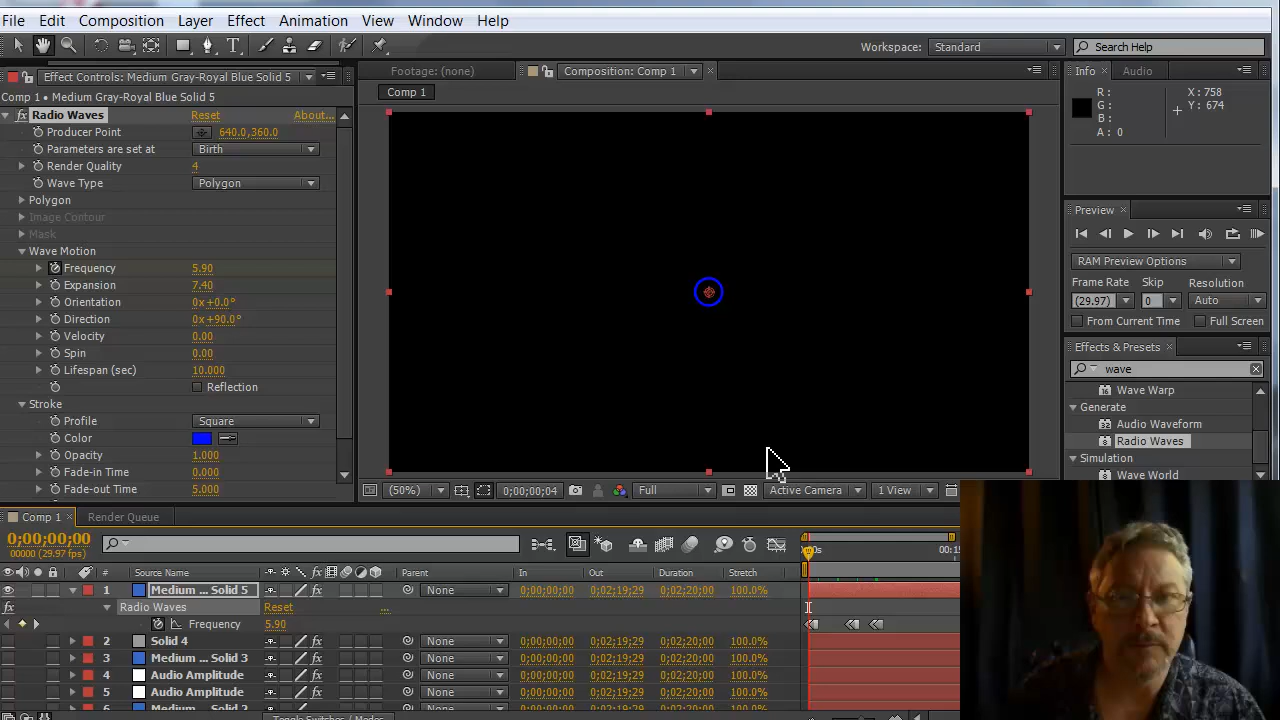 File Edit Composition Layer Effect Animation View Window Help
Workspace: Standard Search Help
Effect Controls: Medium Gray-Royal Blue Solid 5
Comp 1 • Medium Gray-Royal Blue Solid 5
fx Radio Waves Reset About...
Producer Point 640.0,360.0
Parameters are set at Birth
Render Quality 4
Wave Type Polygon
Polygon
Image Contour
Mask
Wave Motion
Frequency 5.90
Expansion 7.40
Orientation 0x+0.0°
Direction 0x+90.0°
Velocity 0.00
Spin 0.00
Lifespan (sec) 10.000
Reflection
Stroke
Profile Square
Color
Opacity 1.000
Fade-in Time 0.000
Fade-out Time 5.000
Footage: (none) Composition: Comp 1
Comp 1
(50%) 0;00;00;04 Full Active Camera 1 View
Info Audio
R: X: 758
G: Y: 674
B:
A: 0
Preview
RAM Preview Options
Frame Rate Skip Resolution
(29.97) 0 Auto
From Current Time Full Screen
Effects & Presets
wave
Wave Warp
Generate
Audio Waveform
Radio Waves
Simulation
Wave World
Comp 1 Render Queue
0;00;00;00
00000 (29.97 fps)
# Source Name fx Parent In Out Duration Stretch
1 Medium ... Solid 5 fx None 0;00;00;00 0;02;19;29 0;02;20;00 100.0%
fx Radio Waves Reset ...
Frequency 5.90
2 Solid 4 fx None 0;00;00;00 0;02;19;29 0;02;20;00 100.0%
3 Medium ... Solid 3 fx None 0;00;00;00 0;02;19;29 0;02;20;00 100.0%
4 Audio Amplitude fx None 0;00;00;00 0;02;19;29 0;02;20;00 100.0%
5 Audio Amplitude fx None 0;00;00;00 0;02;19;29 0;02;20;00 100.0%
Toggle Switches / Modes